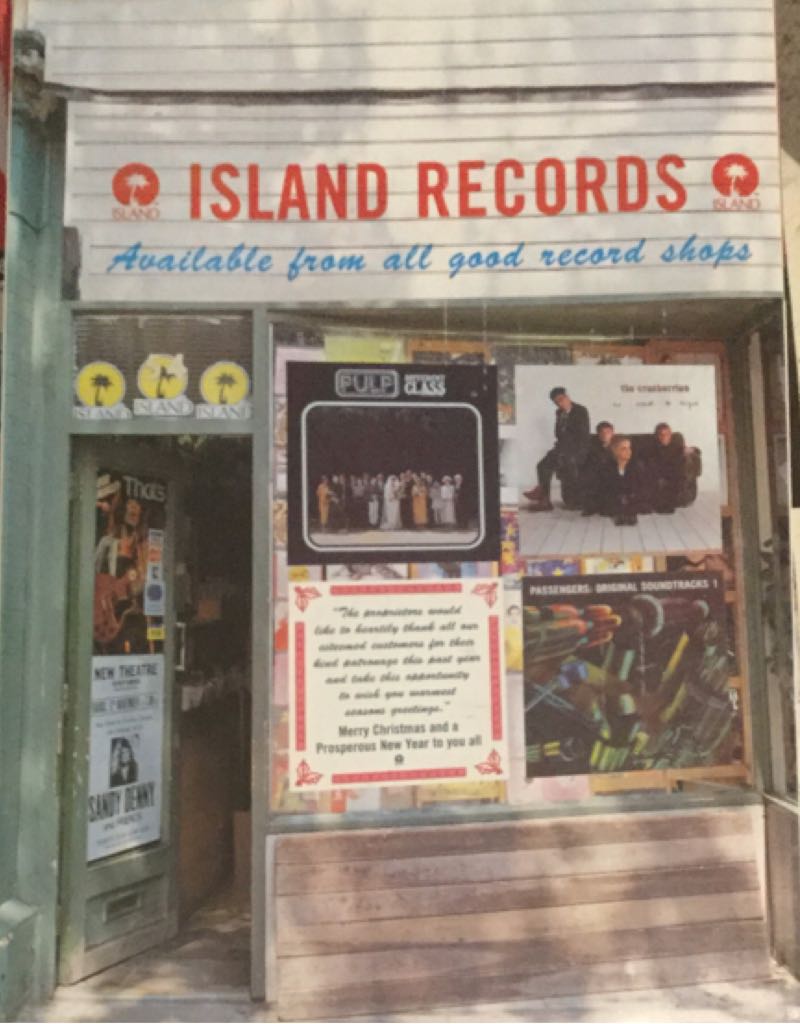 ISLAND
ISLAND RECORDS
ISLAND
Available from all good record shops
ISLAND
ISLAND
ISLAND
PULP
CLASS
the cranberries
PASSENGERS: ORIGINAL SOUNDTRACKS 1
"The proprietors would
like to heartily thank all our
esteemed customers for their
kind patronage this past year
and take this opportunity
to wish you warmest
seasons greetings."
Merry Christmas and a
Prosperous New Year to you all
NEW THEATRE
SANDY DENNY